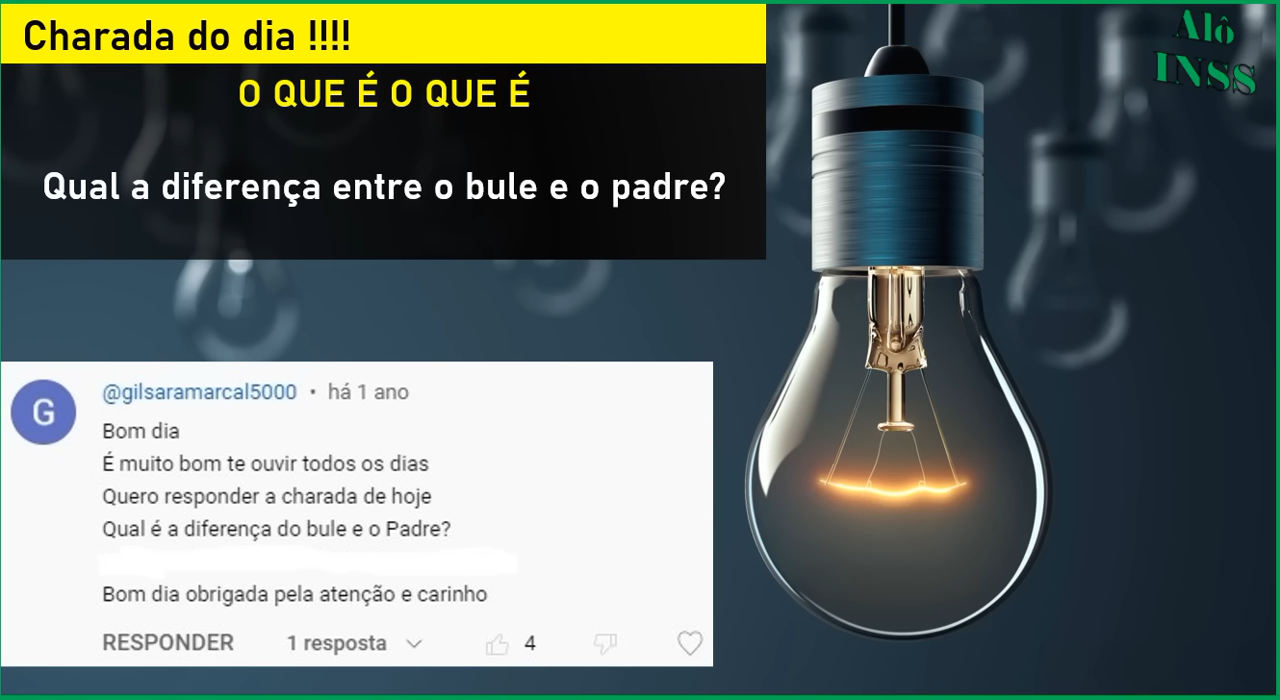 Charada do dia !!!!
Alô
INSS
O QUE É O QUE É
Qual a diferença entre o bule e o padre?
G
@gilsaramarcal5000 • há 1 ano
Bom dia
É muito bom te ouvir todos os dias
Quero responder a charada de hoje
Qual é a diferença do bule e o Padre?
Bom dia obrigada pela atenção e carinho
RESPONDER 1 resposta 4